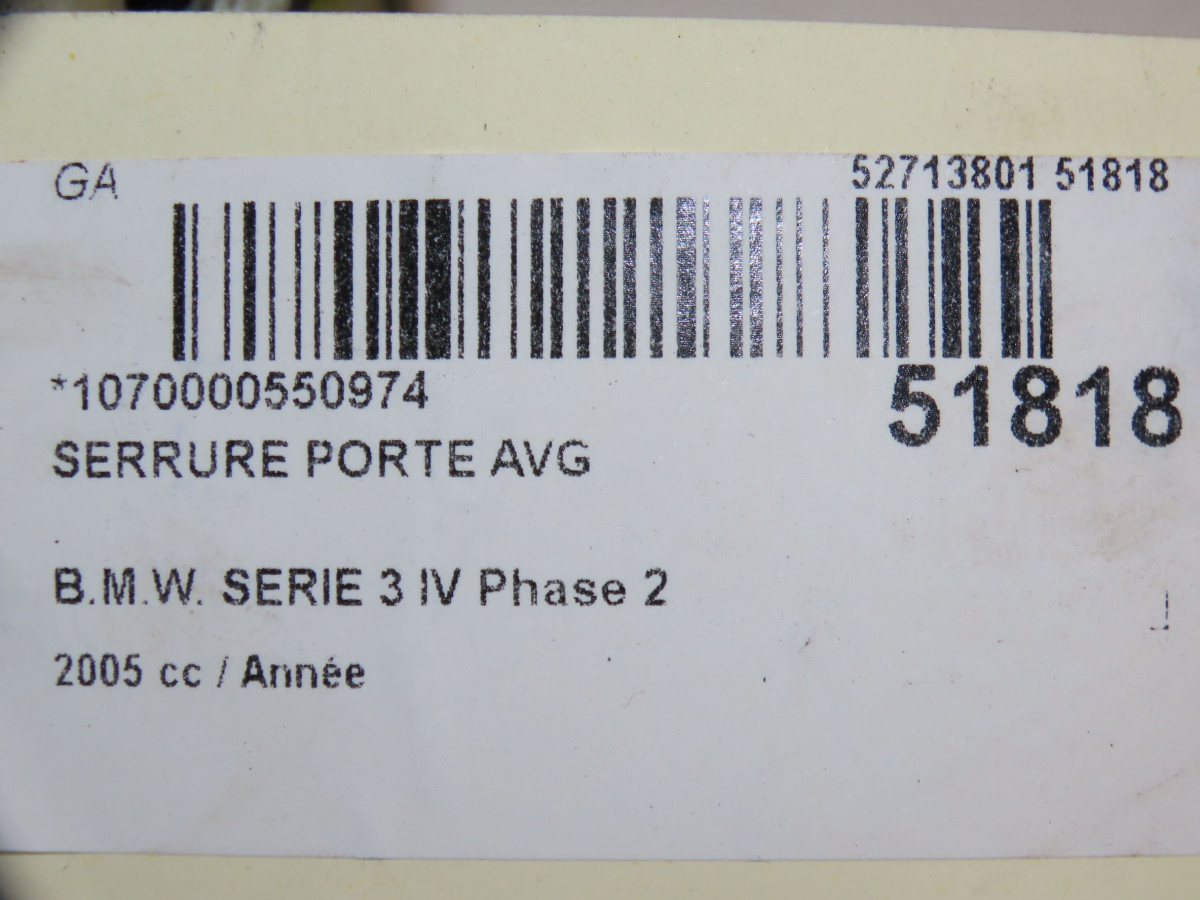 GA
52713801 51818
*1070000550974
51818
SERRURE PORTE AVG
B.M.W. SERIE 3 IV Phase 2
2005 cc / Année